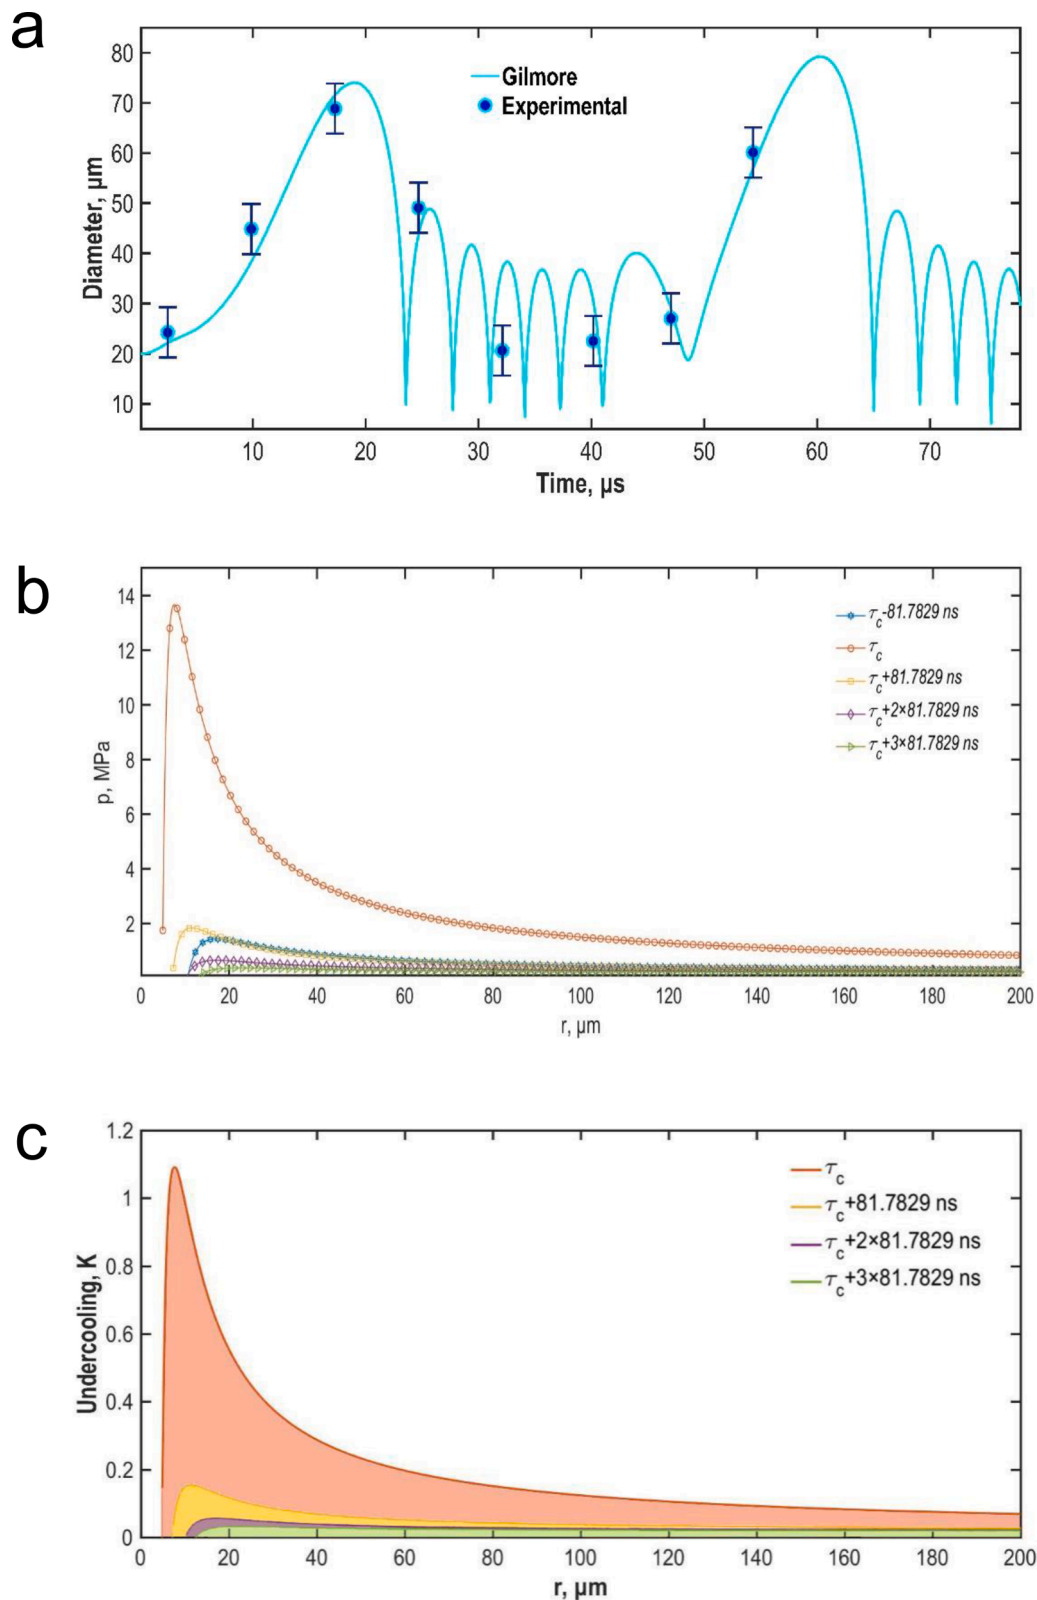 a
80
70
60
50
40
30
20
10
Diameter, µm
Gilmore
Experimental
10 20 30 40 50 60 70
Time, µs
b
14
12
10
8
6
4
2
p, MPa
τc-81.7829 ns
τc
τc+81.7829 ns
τc+2×81.7829 ns
τc+3×81.7829 ns
0 20 40 60 80 100 120 140 160 180 200
r, µm
c
1.2
1
0.8
0.6
0.4
0.2
0
Undercooling, K
τc
τc+81.7829 ns
τc+2×81.7829 ns
τc+3×81.7829 ns
0 20 40 60 80 100 120 140 160 180 200
r, µm